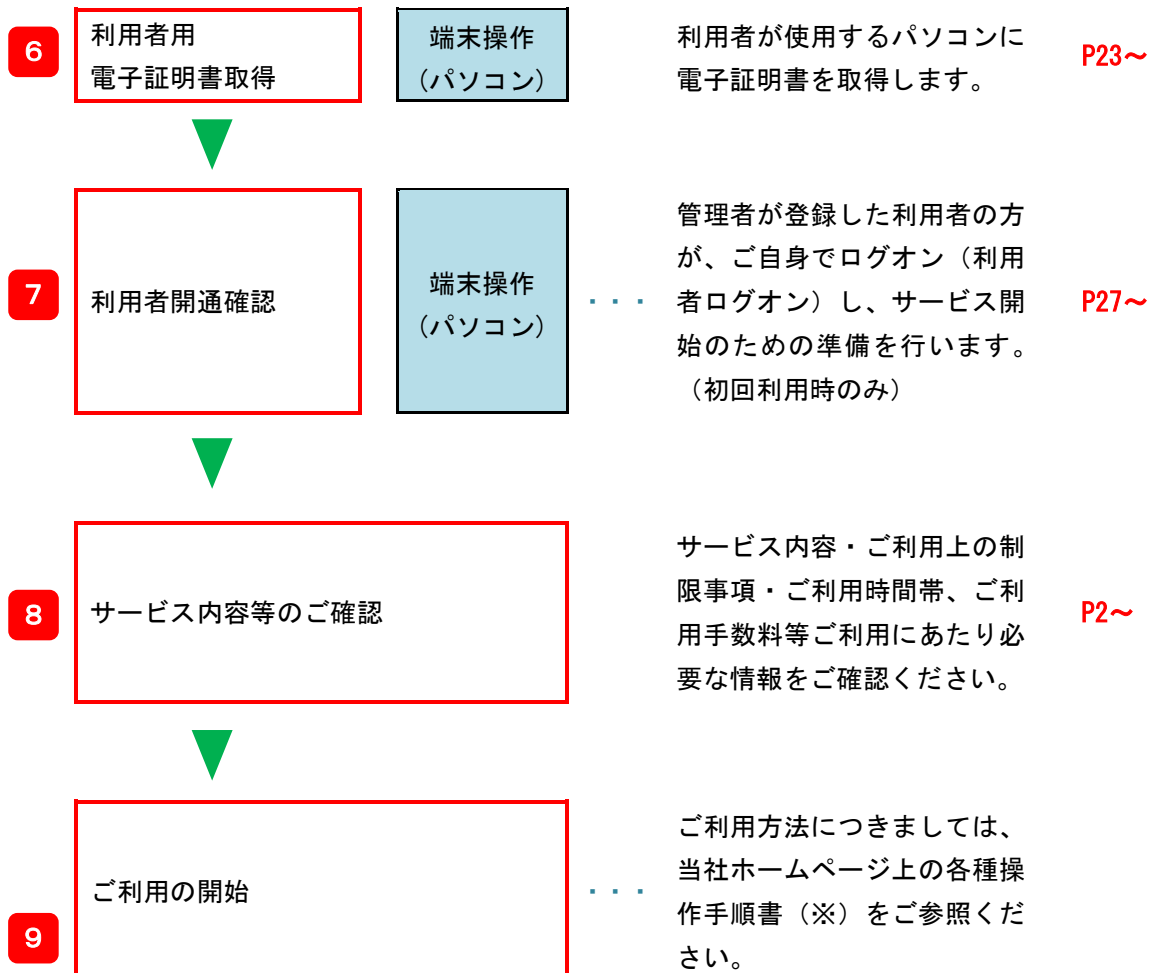 6
利用者用
電子証明書取得
端末操作
(パソコン)
利用者が使用するパソコンに
電子証明書を取得します。
P23~
7
利用者開通確認
端末操作
(パソコン)
・・・
管理者が登録した利用者の方
が、ご自身でログオン(利用
者ログオン)し、サービス開
始のための準備を行います。
(初回利用時のみ)
P27~
8
サービス内容等のご確認
サービス内容・ご利用上の制
限事項・ご利用時間帯、ご利
用手数料等ご利用にあたり必
要な情報をご確認ください。
P2~
9
ご利用の開始
・・・
ご利用方法につきましては、
当社ホームページ上の各種操
作手順書(※)をご参照くだ
さい。